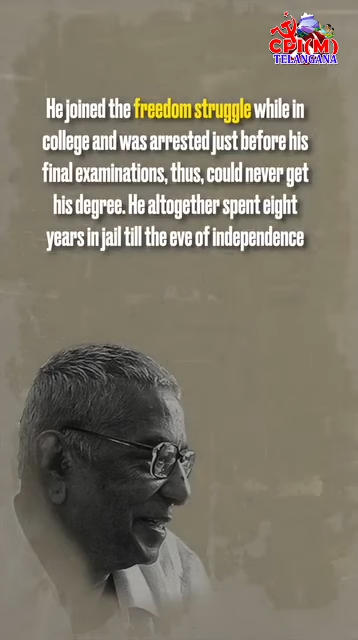 CPI(M)
TELANGANA
He joined the freedom struggle while in
college and was arrested just before his
final examinations, thus, could never get
his degree. He altogether spent eight
years in jail till the eve of independence